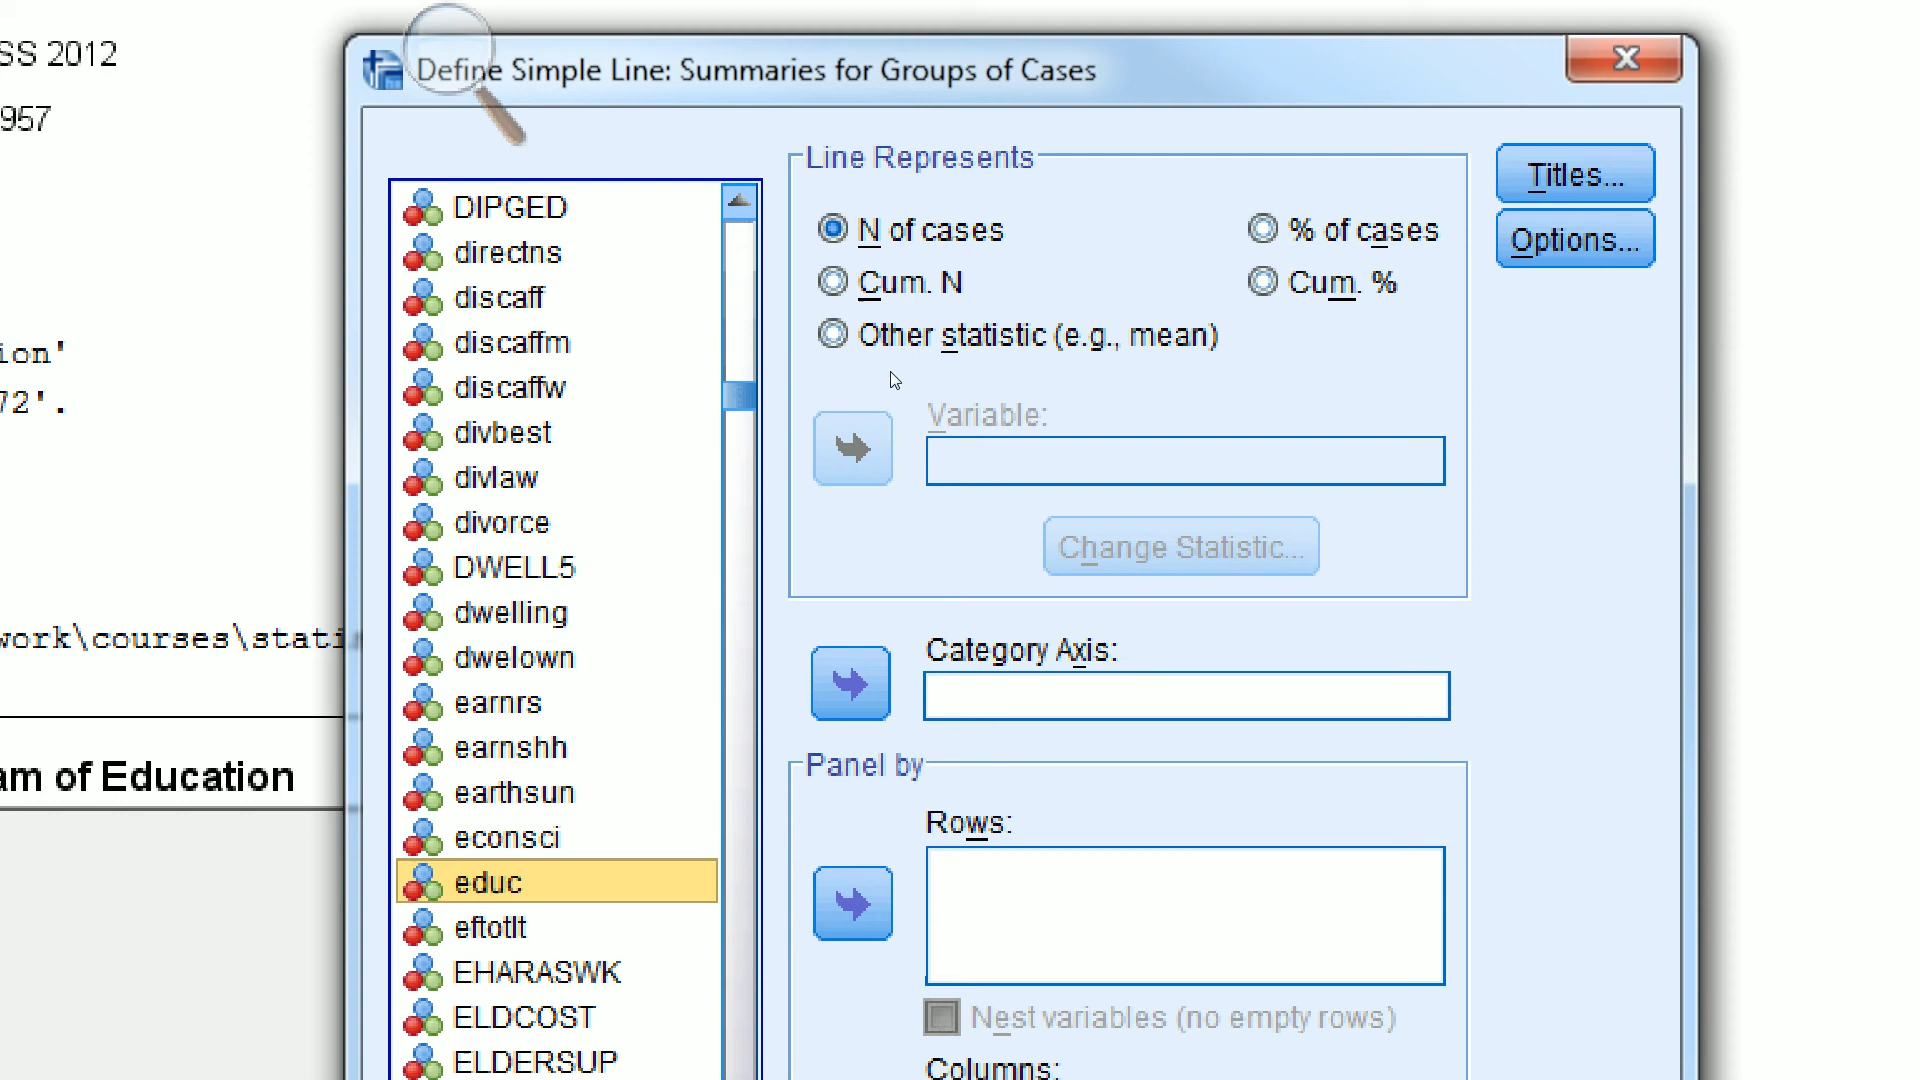 SS 2012
957
ion'
72'.
work\courses\stati
am of Education
Define Simple Line: Summaries for Groups of Cases
DIPGED
directns
discaff
discaffm
discaffw
divbest
divlaw
divorce
DWELL5
dwelling
dwelown
earnrs
earnshh
earthsun
econsci
educ
eftotlt
EHARASWK
ELDCOST
ELDERSUP
Line Represents
N of cases
% of cases
Cum. N
Cum. %
Other statistic (e.g., mean)
Variable:
Change Statistic...
Category Axis:
Panel by
Rows:
Nest variables (no empty rows)
Columns:
Titles...
Options...